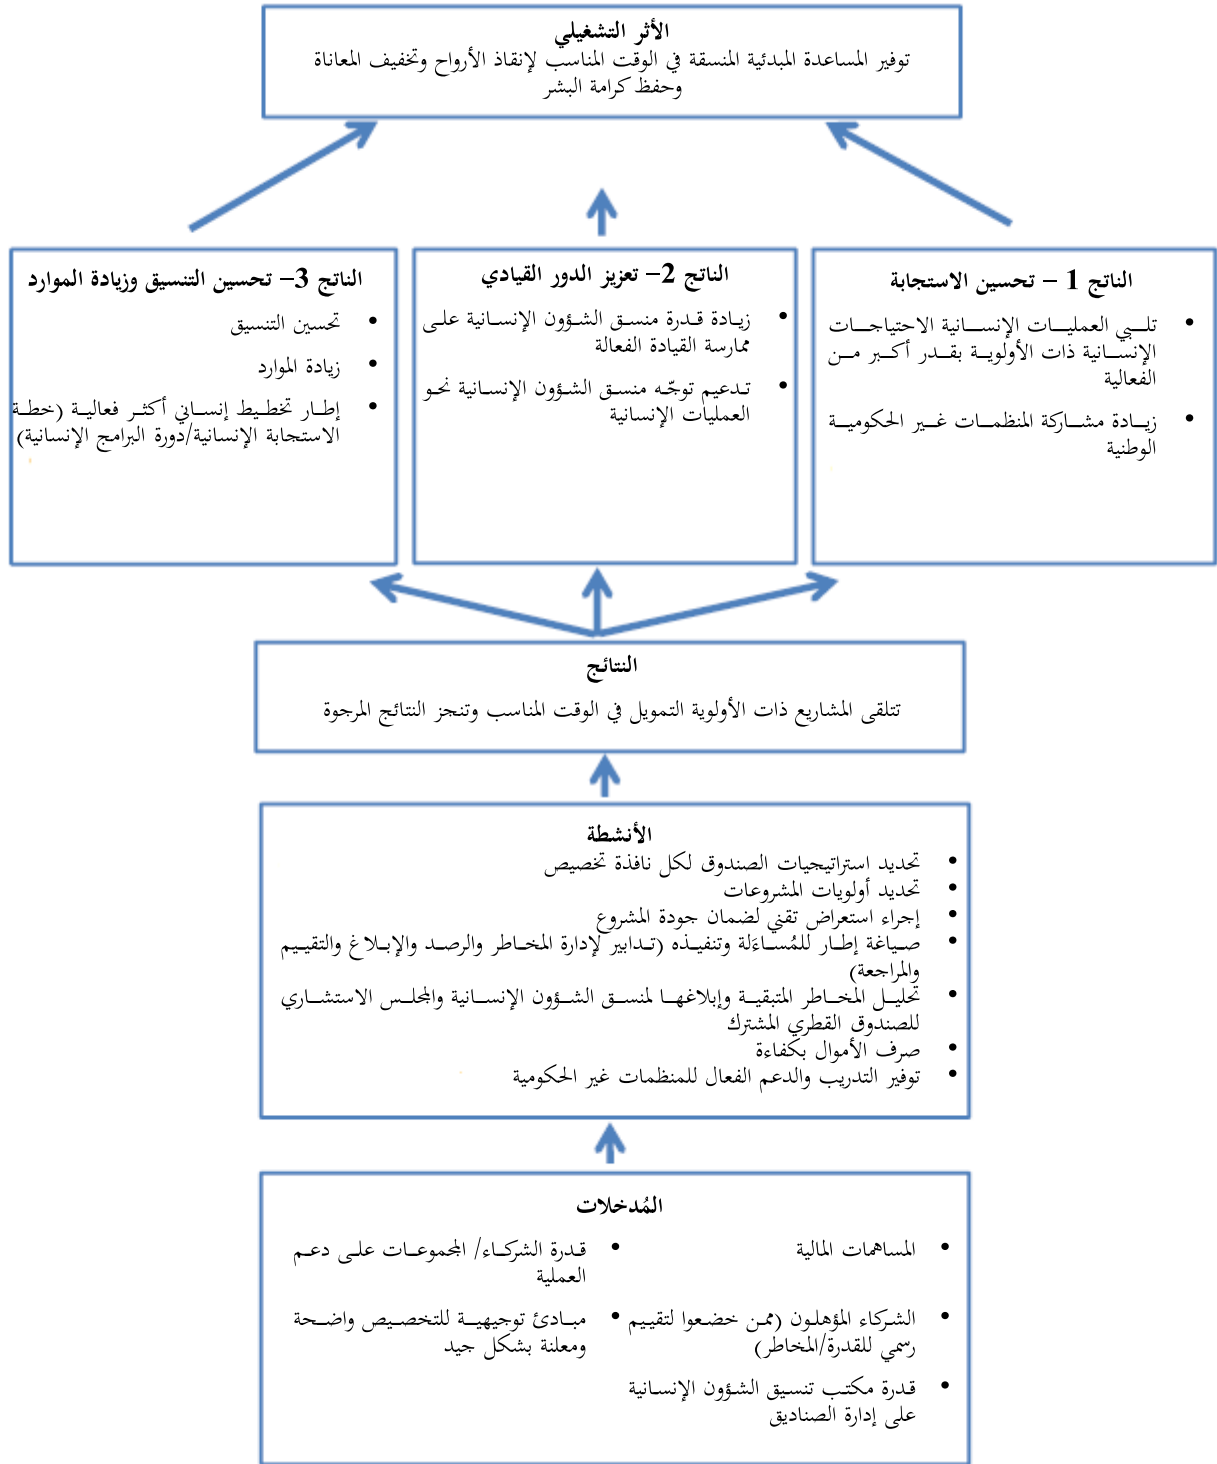 الأثر التشغيلي
توفير المساعدة المبدئية المنسقة في الوقت المناسب لإنقاذ الأرواح وتخفيف المعاناة
وحفظ كرامة البشر
الناتج 1 – تحسين الاستجابة
• تلبي العمليات الإنسانية الاحتياجات
الإنسانية ذات الأولوية بقدر أكبر من
الفعالية
• زيادة مشاركة المنظمات غير الحكومية
الوطنية
الناتج 2– تعزيز الدور القيادي
• زيادة قدرة منسق الشؤون الإنسانية على
ممارسة القيادة الفعالة
• تدعيم توجّه منسق الشؤون الإنسانية نحو
العمليات الإنسانية
الناتج 3– تحسين التنسيق وزيادة الموارد
• تحسين التنسيق
• زيادة الموارد
• إطار تخطيط إنساني أكثر فعالية (خطة
الاستجابة الإنسانية/دورة البرامج الإنسانية)
النتائج
تتلقى المشاريع ذات الأولوية التمويل في الوقت المناسب وتنجز النتائج المرجوة
الأنشطة
• تحديد استراتيجيات الصندوق لكل نافذة تخصيص
• تحديد أولويات المشروعات
• إجراء استعراض تقني لضمان جودة المشروع
• صياغة إطار للمُساءَلة وتنفيذه (تدابير لإدارة المخاطر والرصد والإبلاغ والتقييم
والمراجعة)
• تحليل المخاطر المتبقية وإبلاغها لمنسق الشؤون الإنسانية والمجلس الاستشاري
للصندوق القطري المشترك
• صرف الأموال بكفاءة
• توفير التدريب والدعم الفعال للمنظمات غير الحكومية
المُدخلات
• المساهمات المالية
• الشركاء المؤهلون (ممن خضعوا لتقييم
رسمي للقدرة/المخاطر)
• قدرة مكتب تنسيق الشؤون الإنسانية
على إدارة الصناديق
• قدرة الشركاء/ المجموعات على دعم
العملية
• مبادئ توجيهية للتخصيص واضحة
ومعلنة بشكل جيد